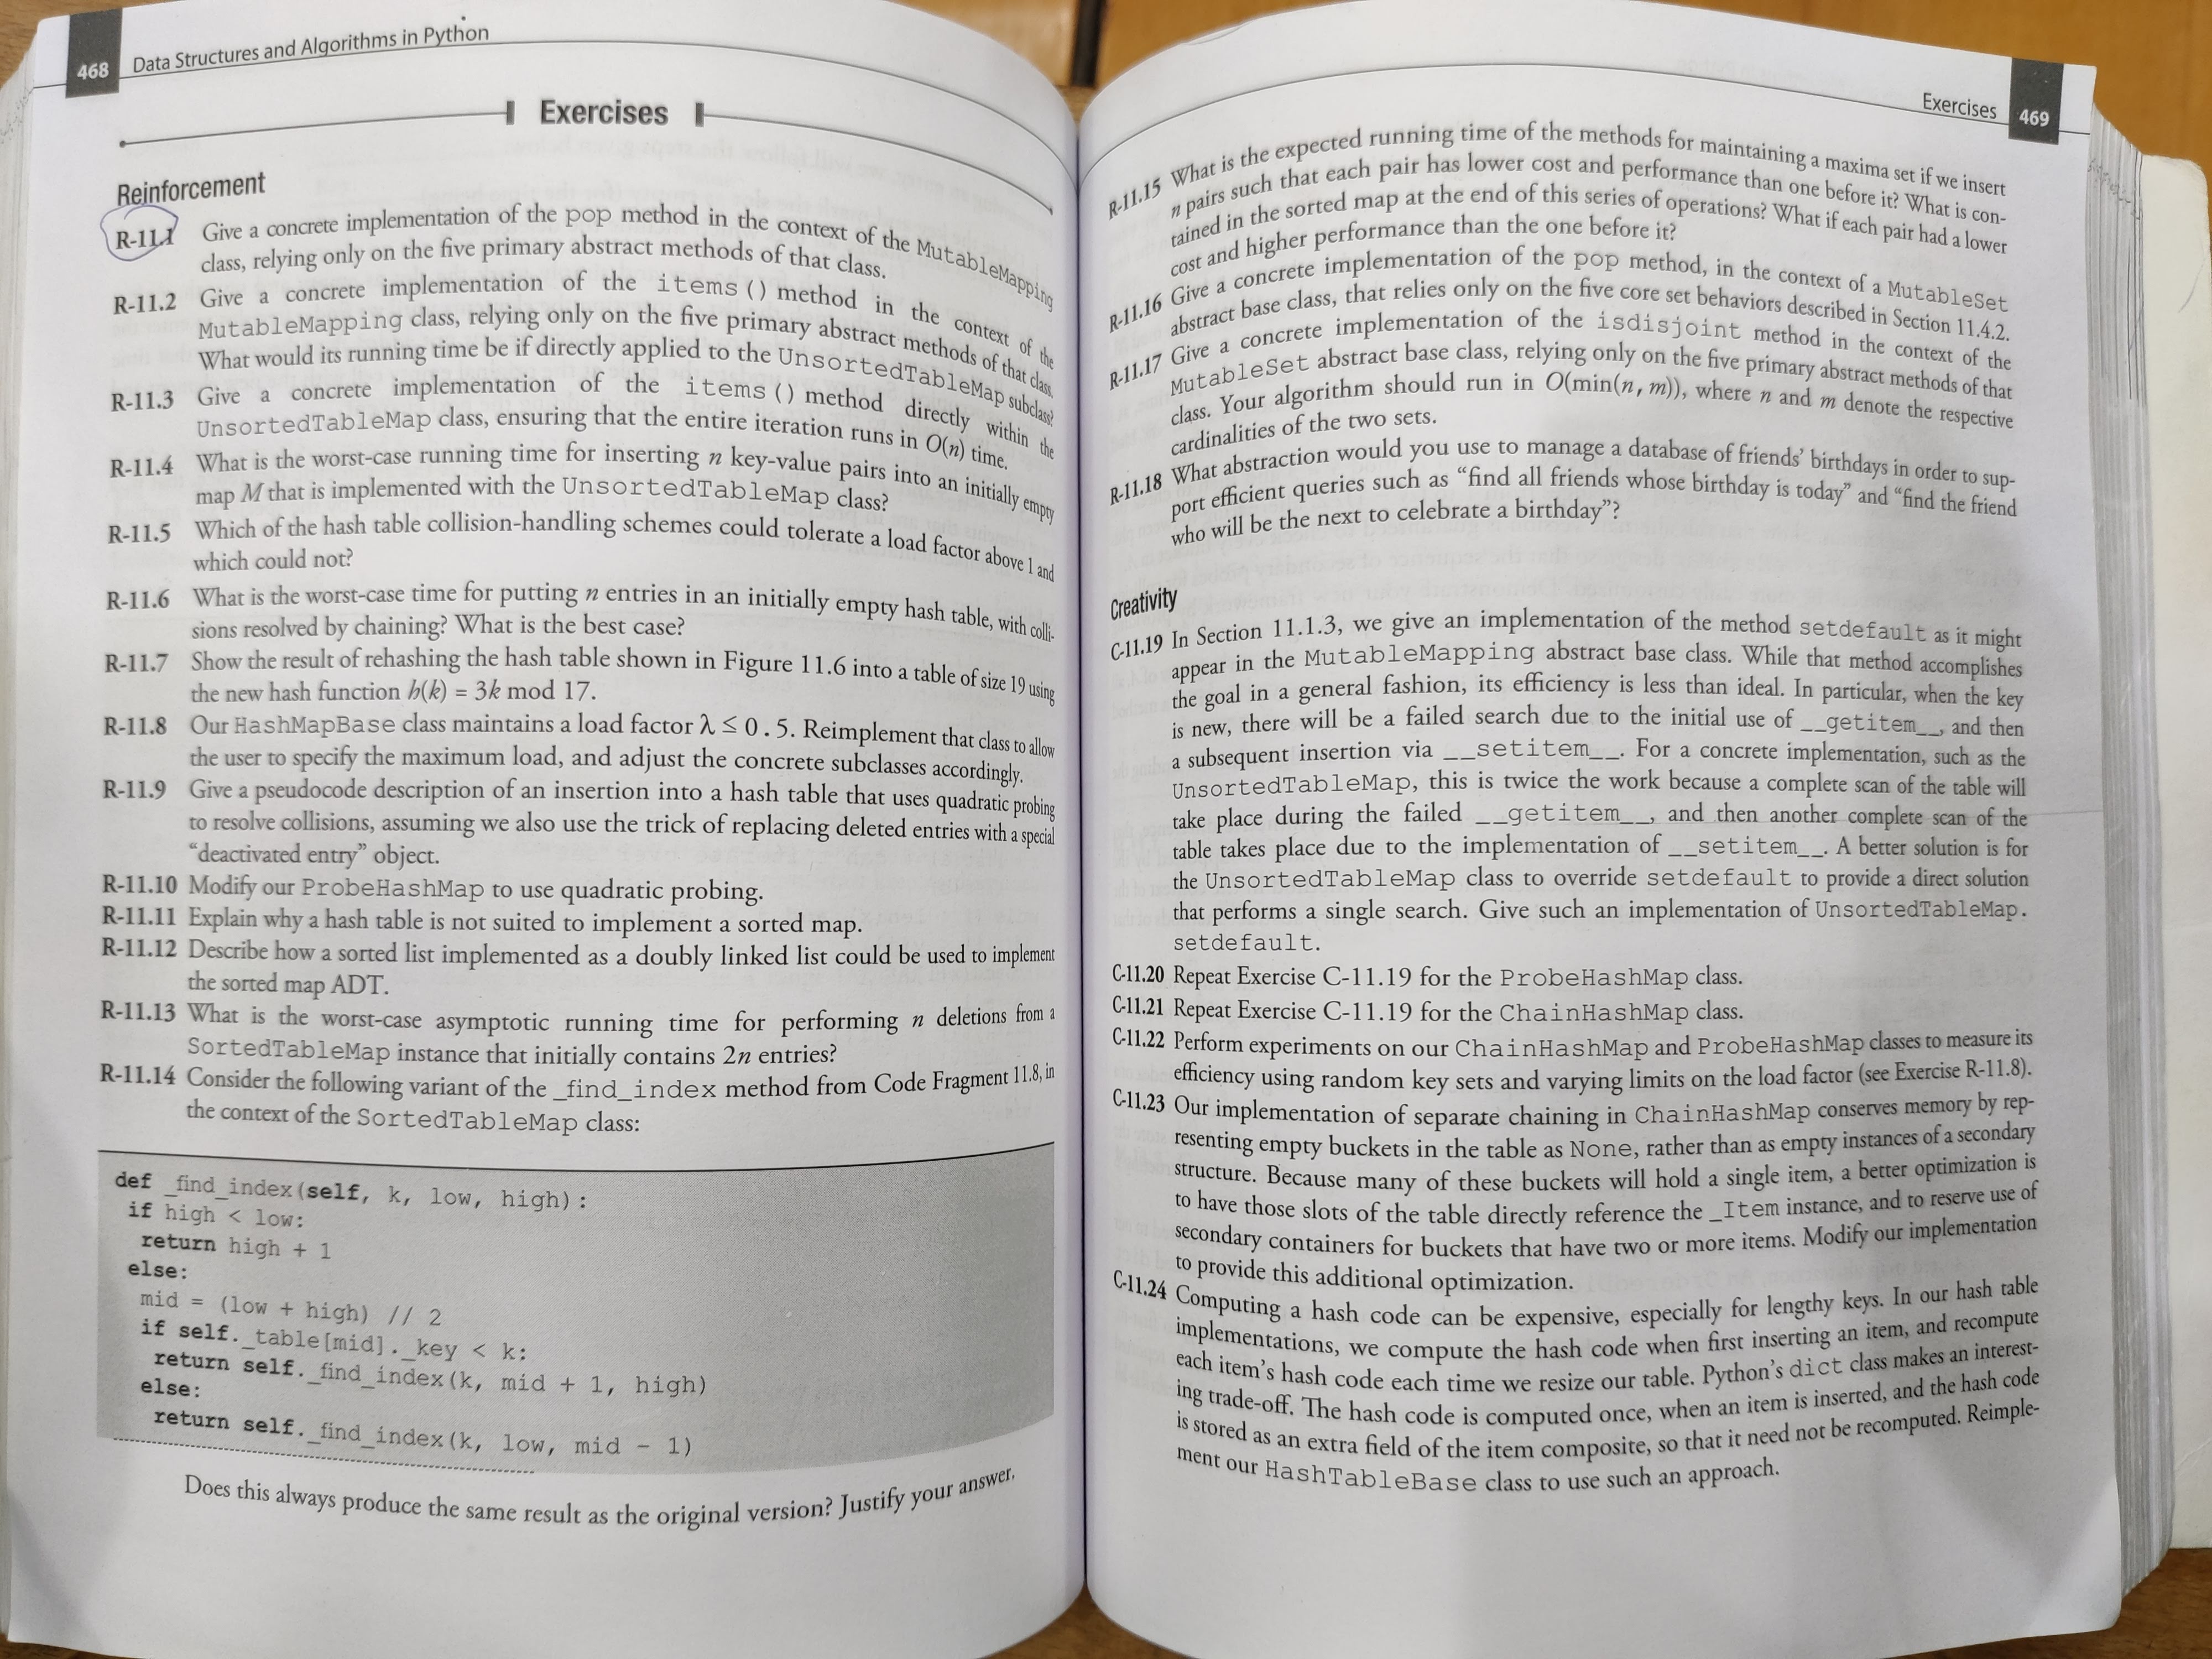 468 Data Structures and Algorithms in Python
Exercises
Reinforcement
R-11.1 Give a concrete implementation of the pop method in the context of the MutableMapping
class, relying only on the five primary abstract methods of that class.
R-11.2 Give a concrete implementation of the items () method in the context of the
MutableMapping class, relying only on the five primary abstract methods of that class.
What would its running time be if directly applied to the UnsortedTableMap subclass?
R-11.3 Give a concrete implementation of the items () method directly within the
UnsortedTableMap class, ensuring that the entire iteration runs in O(n) time.
R-11.4 What is the worst-case running time for inserting n key-value pairs into an initially empty
map M that is implemented with the UnsortedTableMap class?
R-11.5 Which of the hash table collision-handling schemes could tolerate a load factor above 1 and
which could not?
R-11.6 What is the worst-case time for putting n entries in an initially empty hash table, with colli-
sions resolved by chaining? What is the best case?
R-11.7 Show the result of rehashing the hash table shown in Figure 11.6 into a table of size 19 using
the new hash function h(k) = 3k mod 17.
R-11.8 Our HashMapBase class maintains a load factor λ ≤ 0.5. Reimplement that class to allow
the user to specify the maximum load, and adjust the concrete subclasses accordingly.
R-11.9 Give a pseudocode description of an insertion into a hash table that uses quadratic probing
to resolve collisions, assuming we also use the trick of replacing deleted entries with a special
“deactivated entry” object.
R-11.10 Modify our ProbeHashMap to use quadratic probing.
R-11.11 Explain why a hash table is not suited to implement a sorted map.
R-11.12 Describe how a sorted list implemented as a doubly linked list could be used to implement
the sorted map ADT.
R-11.13 What is the worst-case asymptotic running time for performing n deletions from a
SortedTableMap instance that initially contains 2n entries?
R-11.14 Consider the following variant of the _find_index method from Code Fragment 11.8, in
the context of the SortedTableMap class:
def _find_index(self, k, low, high):
if high < low:
return high + 1
else:
mid = (low + high) // 2
if self._table[mid]._key < k:
return self._find_index(k, mid + 1, high)
else:
return self._find_index(k, low, mid - 1)
Does this always produce the same result as the original version? Justify your answer.
Exercises 469
R-11.15 What is the expected running time of the methods for maintaining a maxima set if we insert
n pairs such that each pair has lower cost and performance than one before it? What is con-
tained in the sorted map at the end of this series of operations? What if each pair had a lower
cost and higher performance than the one before it?
R-11.16 Give a concrete implementation of the pop method, in the context of a MutableSet
abstract base class, that relies only on the five core set behaviors described in Section 11.4.2.
R-11.17 Give a concrete implementation of the isdisjoint method in the context of the
MutableSet abstract base class, relying only on the five primary abstract methods of that
class. Your algorithm should run in O(min(n, m)), where n and m denote the respective
cardinalities of the two sets.
R-11.18 What abstraction would you use to manage a database of friends’ birthdays in order to sup-
port efficient queries such as “find all friends whose birthday is today” and “find the friend
who will be the next to celebrate a birthday”?
Creativity
C-11.19 In Section 11.1.3, we give an implementation of the method setdefault as it might
appear in the MutableMapping abstract base class. While that method accomplishes
the goal in a general fashion, its efficiency is less than ideal. In particular, when the key
is new, there will be a failed search due to the initial use of __getitem__, and then
a subsequent insertion via __setitem__. For a concrete implementation, such as the
UnsortedTableMap, this is twice the work because a complete scan of the table will
take place during the failed __getitem__, and then another complete scan of the
table takes place due to the implementation of __setitem__. A better solution is for
the UnsortedTableMap class to override setdefault to provide a direct solution
that performs a single search. Give such an implementation of UnsortedTableMap.
setdefault.
C-11.20 Repeat Exercise C-11.19 for the ProbeHashMap class.
C-11.21 Repeat Exercise C-11.19 for the ChainHashMap class.
C-11.22 Perform experiments on our ChainHashMap and ProbeHashMap classes to measure its
efficiency using random key sets and varying limits on the load factor (see Exercise R-11.8).
C-11.23 Our implementation of separate chaining in ChainHashMap conserves memory by rep-
resenting empty buckets in the table as None, rather than as empty instances of a secondary
structure. Because many of these buckets will hold a single item, a better optimization is
to have those slots of the table directly reference the _Item instance, and to reserve use of
secondary containers for buckets that have two or more items. Modify our implementation
to provide this additional optimization.
C-11.24 Computing a hash code can be expensive, especially for lengthy keys. In our hash table
implementations, we compute the hash code when first inserting an item, and recompute
each item’s hash code each time we resize our table. Python’s dict class makes an interest-
ing trade-off. The hash code is computed once, when an item is inserted, and the hash code
is stored as an extra field of the item composite, so that it need not be recomputed. Reimple-
ment our HashTableBase class to use such an approach.